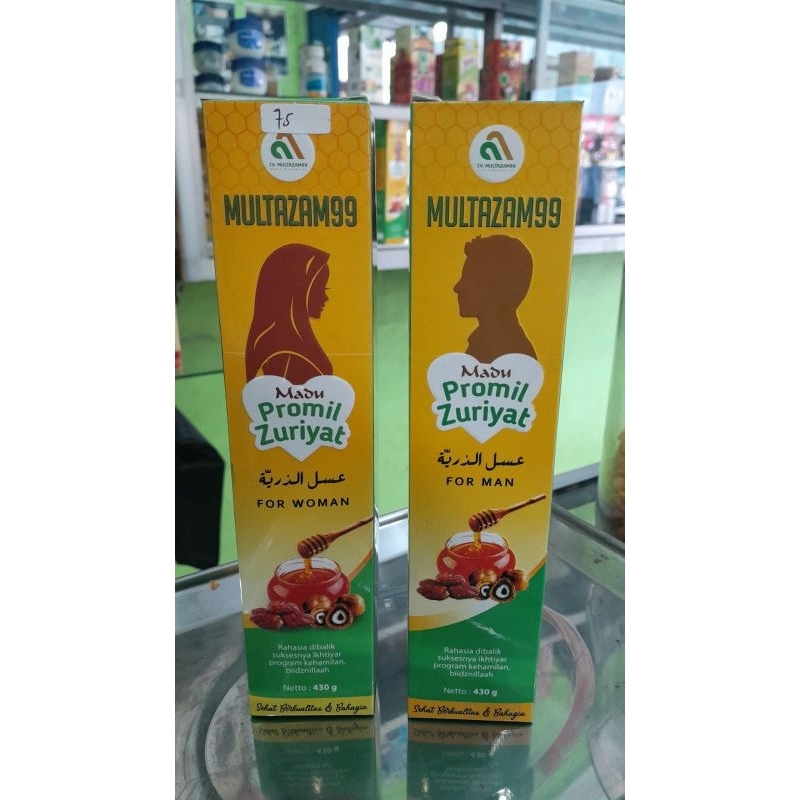 75
CV. MULTAZAM99
MULTAZAM99
Madu
Promil
Zuriyat
عسل الذريّة
FOR WOMAN
Rahasia dibalik
suksesnya ikhtiyar
program kehamilan,
biidznillaah
Netto : 430 g
Sehat Berkualitas & Bahagia
CV. MULTAZAM99
MULTAZAM99
Madu
Promil
Zuriyat
عسل الذريّة
FOR MAN
Rahasia dibalik
suksesnya ikhtiyar
program kehamilan,
biidznillaah
Netto : 430 g
Sehat Berkualitas & Bahagia